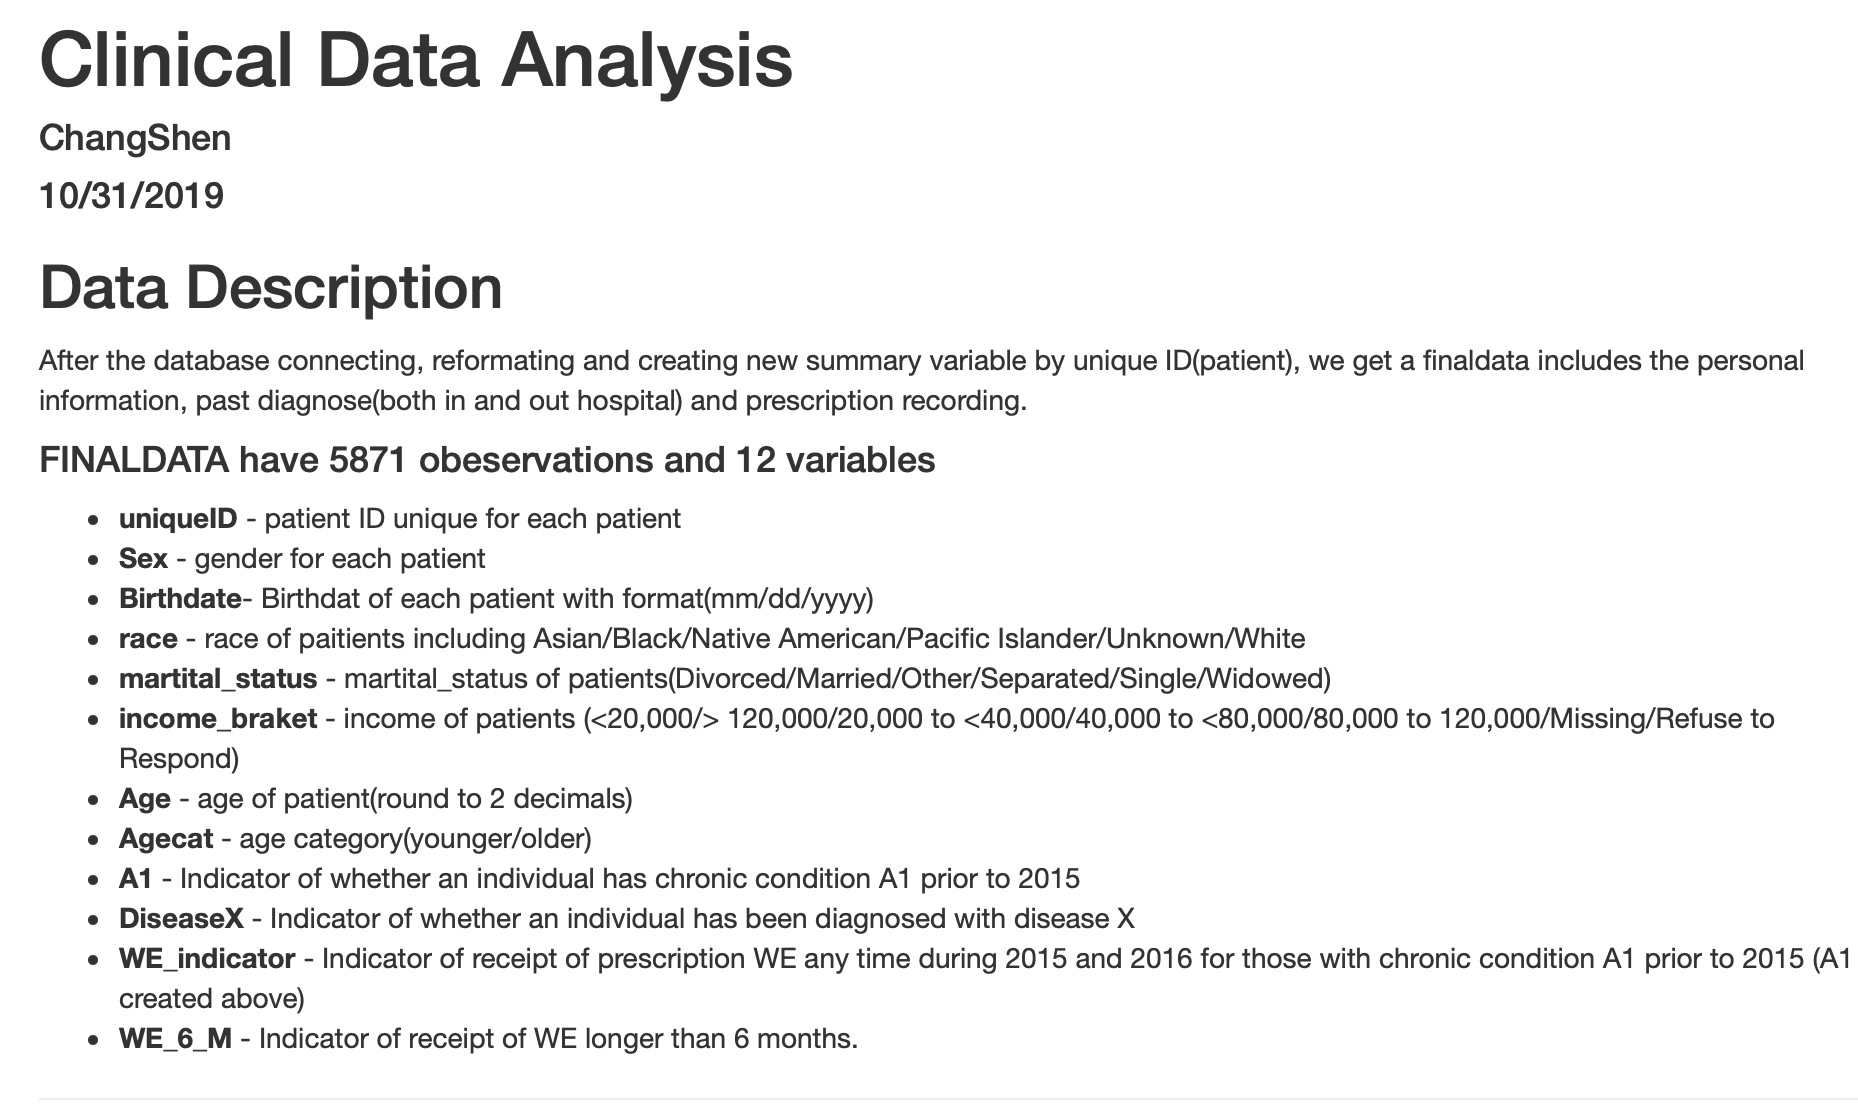 Clinical Data Analysis
ChangShen
10/31/2019
Data Description
After the database connecting, reformating and creating new summary variable by unique ID(patient), we get a finaldata includes the personal
information, past diagnose(both in and out hospital) and prescription recording.
FINALDATA have 5871 obeservations and 12 variables
• uniqueID - patient ID unique for each patient
• Sex - gender for each patient
• Birthdate- Birthdat of each patient with format(mm/dd/yyyy)
• race - race of paitients including Asian/Black/Native American/Pacific Islander/Unknown/White
• martital_status - martital_status of patients(Divorced/Married/Other/Separated/Single/Widowed)
• income_braket - income of patients (<20,000/> 120,000/20,000 to <40,000/40,000 to <80,000/80,000 to 120,000/Missing/Refuse to
Respond)
• Age - age of patient(round to 2 decimals)
• Agecat - age category(younger/older)
• A1 - Indicator of whether an individual has chronic condition A1 prior to 2015
• DiseaseX - Indicator of whether an individual has been diagnosed with disease X
• WE_indicator - Indicator of receipt of prescription WE any time during 2015 and 2016 for those with chronic condition A1 prior to 2015 (A1
created above)
• WE_6_M - Indicator of receipt of WE longer than 6 months.